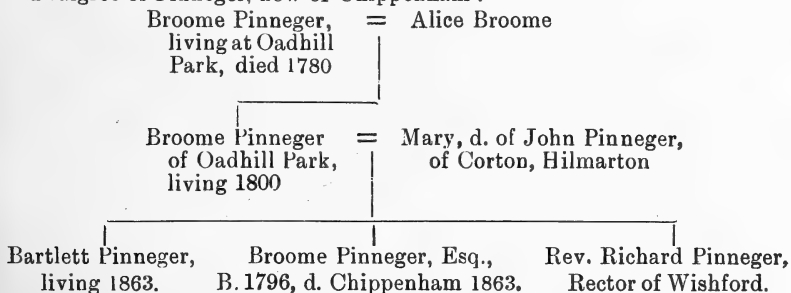 Broome Pinneger, = Alice Broome
living at Oadhill
Park, died 1780
Broome Pinneger = Mary, d. of John Pinneger,
of Oadhill Park, of Corton, Hilmarton
living 1800
Bartlett Pinneger, Broome Pinneger, Esq., Rev. Richard Pinneger,
living 1863. B. 1796, d. Chippenham 1863. Rector of Wishford.